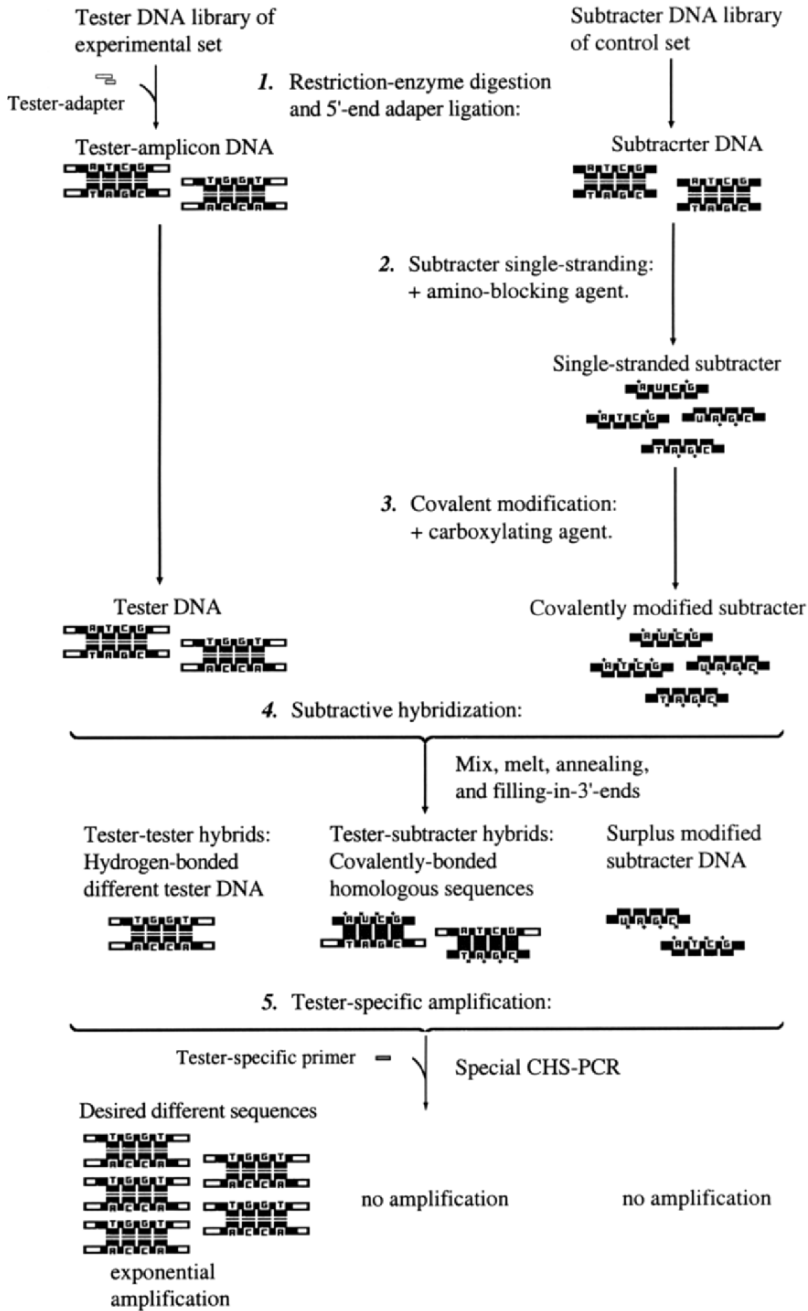 Tester DNA library of
experimental set
Subtracter DNA library
of control set
Tester-adapter
1. Restriction-enzyme digestion
and 5'-end adaper ligation:
Tester-amplicon DNA
Subtracrter DNA
A T C G
T A G C
T G G T
A C C A
A T C G
T A G C
A T C G
T A G C
2. Subtracter single-stranding:
+ amino-blocking agent.
Single-stranded subtracter
A U C G
A T C G
U A G C
T A G C
3. Covalent modification:
+ carboxylating agent.
Tester DNA
Covalently modified subtracter
A T C G
T A G C
T G G T
A C C A
A U C G
A T C G
U A G C
T A G C
4. Subtractive hybridization:
Mix, melt, annealing,
and filling-in-3'-ends
Tester-tester hybrids:
Hydrogen-bonded
different tester DNA
Tester-subtracter hybrids:
Covalently-bonded
homologous sequences
Surplus modified
subtracter DNA
T G G T
A C C A
A U C G
T A G C
A T C G
T A G C
U A G C
A T C G
5. Tester-specific amplification:
Tester-specific primer
Special CHS-PCR
Desired different sequences
T G G T
A C C A
T G G T
A C C A
T G G T
A C C A
T G G T
A C C A
T G G T
A C C A
no amplification
no amplification
exponential
amplification